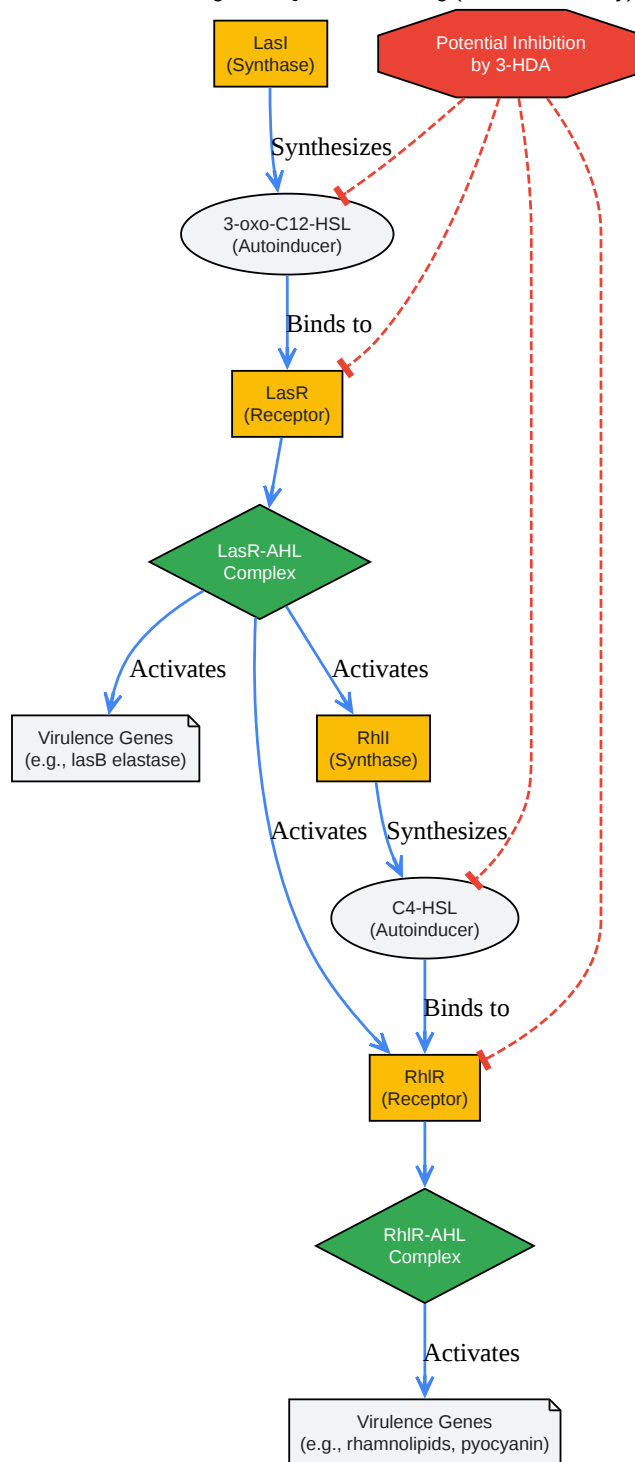 LasI
(Synthase)
Potential Inhibition
by 3-HDA
Synthesizes
3-oxo-C12-HSL
(Autoinducer)
Binds to
LasR
(Receptor)
LasR-AHL
Complex
Activates
Activates
Virulence Genes
(e.g., lasB elastase)
RhlI
(Synthase)
Activates
Synthesizes
C4-HSL
(Autoinducer)
Binds to
RhlR
(Receptor)
RhlR-AHL
Complex
Activates
Virulence Genes
(e.g., rhamnolipids, pyocyanin)